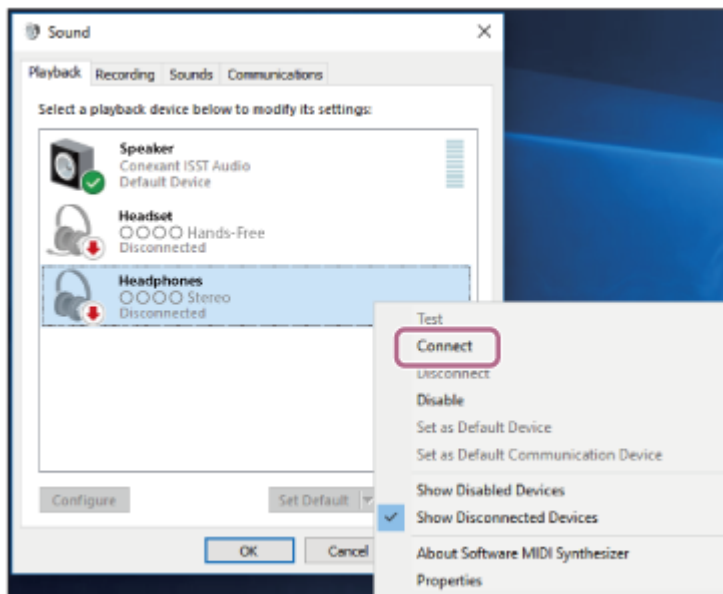 Sound
Playback Recording Sounds Communications
Select a playback device below to modify its settings:
Speaker
Conexant ISST Audio
Default Device
Headset
○○○○ Hands-Free
Disconnected
Headphones
○○○○ Stereo
Disconnected
Test
Connect
Disconnect
Disable
Set as Default Device
Set as Default Communication Device
Show Disabled Devices
Show Disconnected Devices
About Software MIDI Synthesizer
Properties
Configure Set Default
OK Cancel